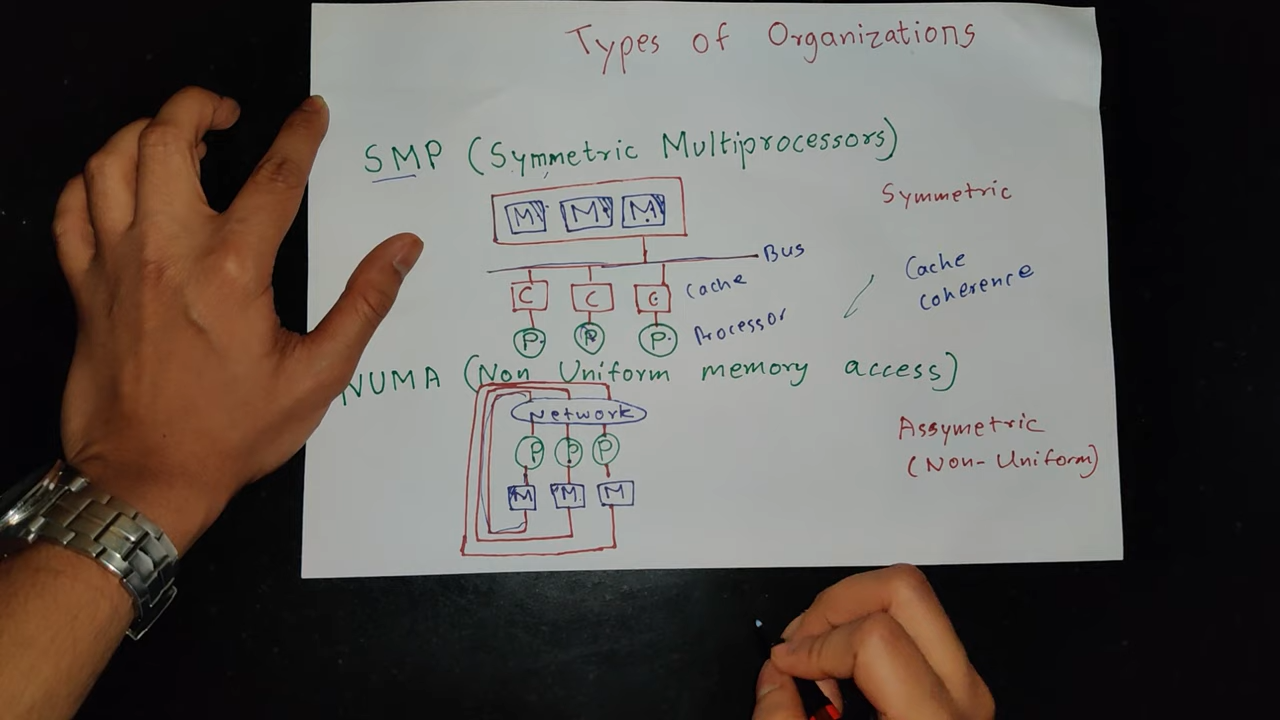 Types of Organizations
SMP (Symmetric Multiprocessors)
Symmetric
M M M
Bus
C C C Cache
Cache
coherence
P P P Processor
NUMA (Non Uniform memory access)
Network
P P P
Assymetric
(Non-Uniform)
M M M